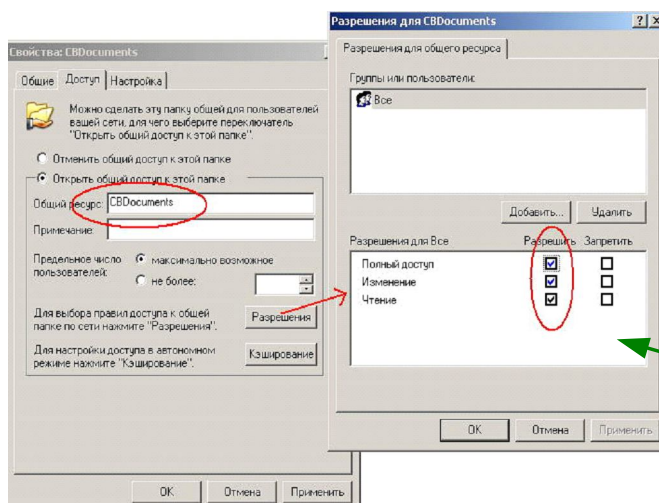 Свойства: CBDocuments
Общие
Доступ
Настройка
Можно сделать эту папку общей для пользователей
вашей сети, для чего выберите переключатель
"Открыть общий доступ к этой папке".
Отменить общий доступ к этой папке
Открыть общий доступ к этой папке
Общий ресурс:
CBDocuments
Примечание:
Предельное число
пользователей:
максимально возможное
не более:
Для выбора правил доступа к общей
папке по сети нажмите "Разрешения".
Разрешения
Для настройки доступа в автономном
режиме нажмите "Кэширование".
Кэширование
OK
Отмена
Применить
Разрешения для CBDocuments
Разрешения для общего ресурса
Группы или пользователи:
Все
Добавить...
Удалить
Разрешения для Все
Разрешить
Запретить
Полный доступ
Изменение
Чтение
OK
Отмена
Применить